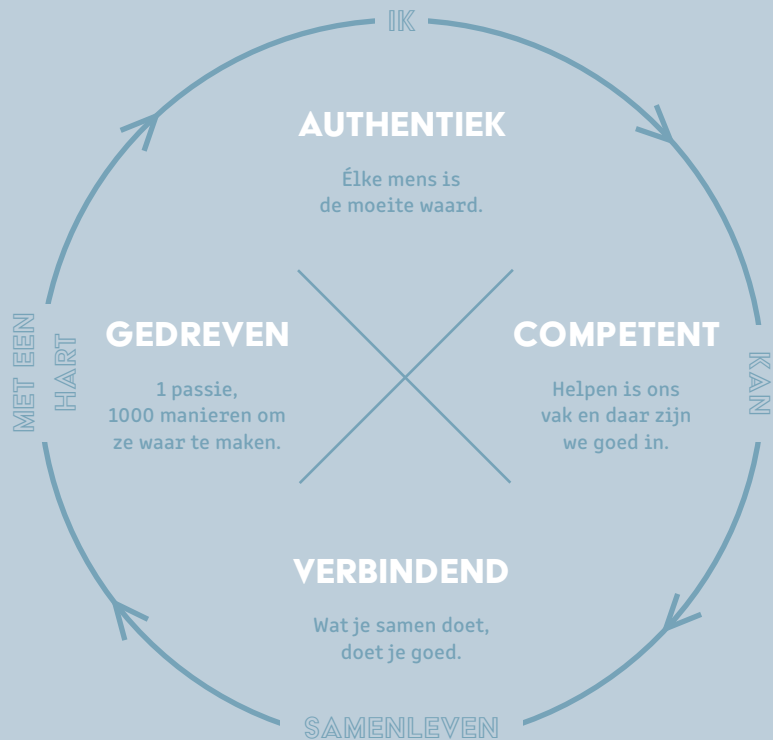 IK
AUTHENTIEK
Élke mens is
de moeite waard.
GEDREVEN
1 passie,
1000 manieren om
ze waar te maken.
COMPETENT
Helpen is ons
vak en daar zijn
we goed in.
KAN
VERBINDEND
Wat je samen doet,
doet je goed.
SAMENLEVEN
MET EEN
HART